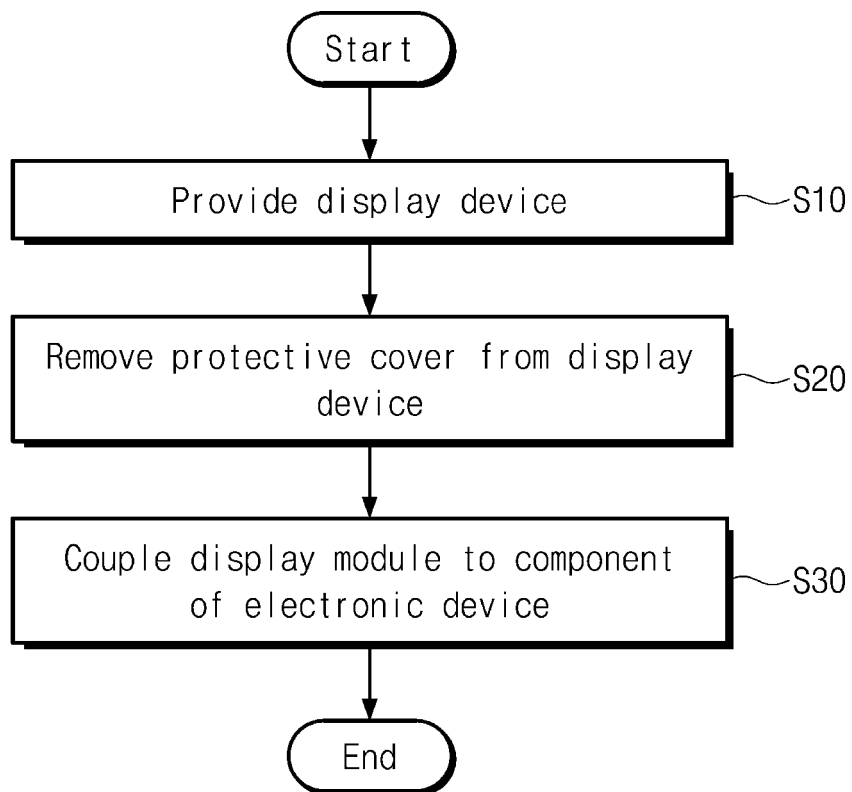 Start
Provide display device
S10
Remove protective cover from display
device
S20
Couple display module to component
of electronic device
S30
End